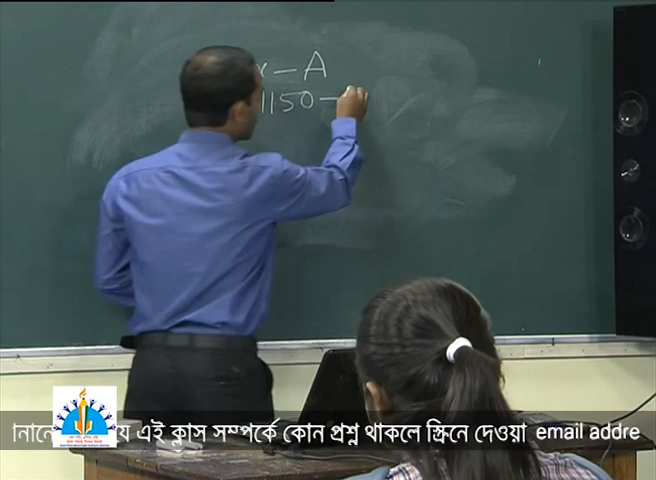 x – A
1150 –
এই ক্লাস সম্পর্কে কোন প্রশ্ন থাকলে স্ক্রিনে দেওয়া email addre